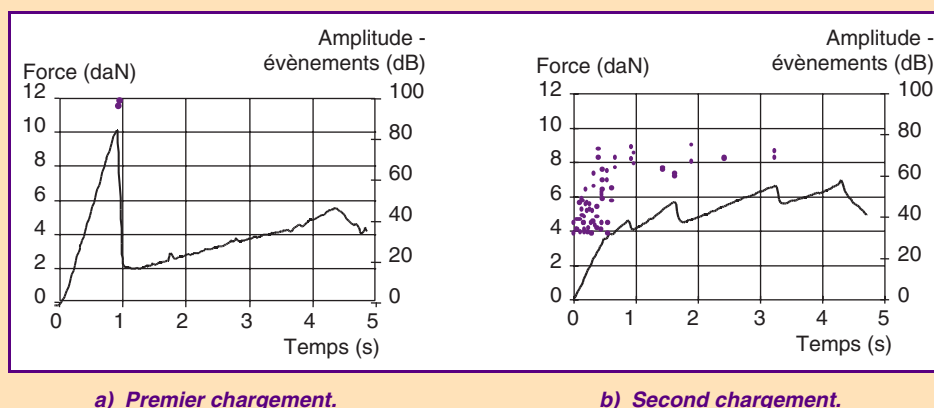 Amplitude -
évènements (dB)
Force (daN)
12
10
8
6
4
2
0
100
80
60
40
20
0
0 1 2 3 4 5
Temps (s)
a) Premier chargement.
Amplitude -
évènements (dB)
Force (daN)
12
10
8
6
4
2
0
100
80
60
40
20
0
0 1 2 3 4 5
Temps (s)
b) Second chargement.